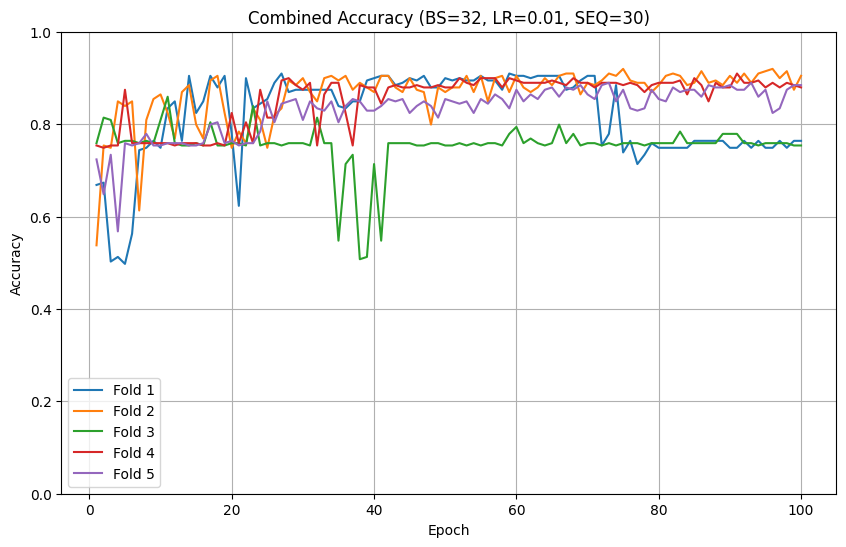 Combined Accuracy (BS=32, LR=0.01, SEQ=30)
1.0
0.8
0.6
0.4
0.2
0.0
Accuracy
Fold 1
Fold 2
Fold 3
Fold 4
Fold 5
0 20 40 60 80 100
Epoch